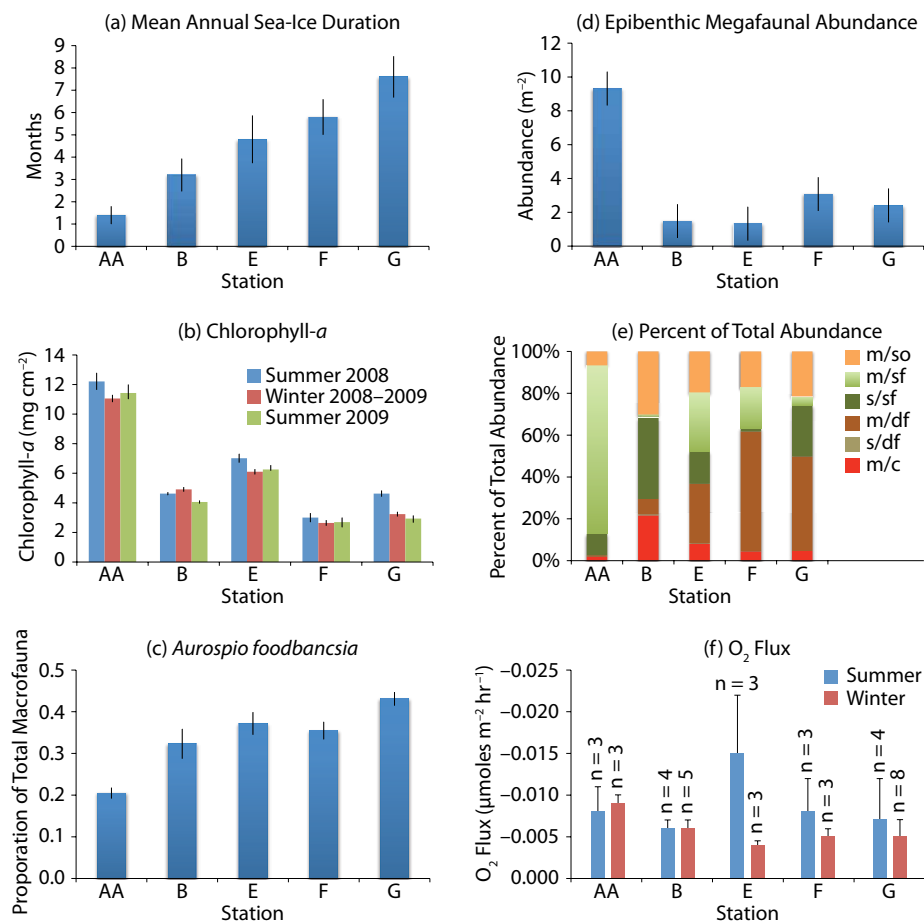 (a) Mean Annual Sea-Ice Duration
Months
9
8
7
6
5
4
3
2
1
0
AA B E F G
Station
(b) Chlorophyll-a
Chlorophyll-a (mg cm⁻²)
14
12
10
8
6
4
2
0
Summer 2008
Winter 2008–2009
Summer 2009
AA B E F G
Station
(c) Aurospio foodbancsia
Proporation of Total Macrofauna
0.5
0.4
0.3
0.2
0.1
0.0
AA B E F G
Station
(d) Epibenthic Megafaunal Abundance
Abundance (m⁻²)
12
10
8
6
4
2
0
AA B E F G
Station
(e) Percent of Total Abundance
Percent of Total Abundance
100%
80%
60%
40%
20%
0%
m/so
m/sf
s/sf
m/df
s/df
m/c
AA B E F G
Station
(f) O₂ Flux
O₂ Flux (µmoles m⁻² hr⁻¹)
–0.025
–0.020
–0.015
–0.010
–0.005
0.000
Summer
Winter
n = 3
n = 3
n = 4
n = 5
n = 3
n = 3
n = 3
n = 3
n = 4
n = 8
AA B E F G
Station